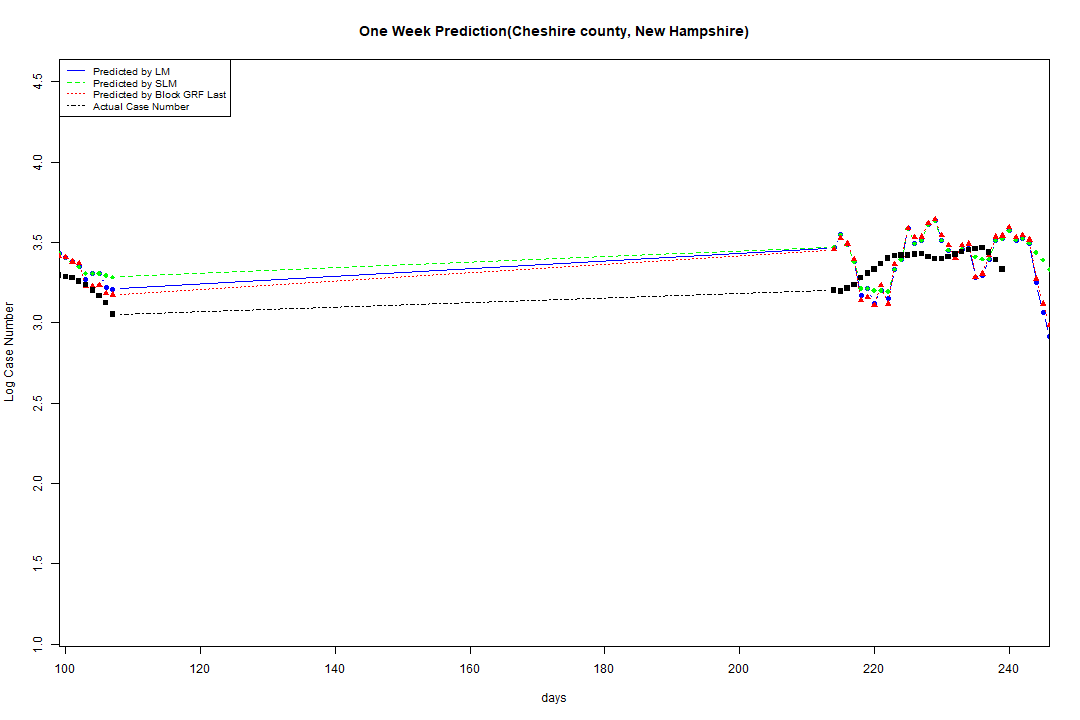 One Week Prediction(Cheshire county, New Hampshire)
Predicted by LM
Predicted by SLM
Predicted by Block GRF Last
Actual Case Number
4.5
4.0
3.5
3.0
2.5
2.0
1.5
1.0
Log Case Number
100 120 140 160 180 200 220 240
days